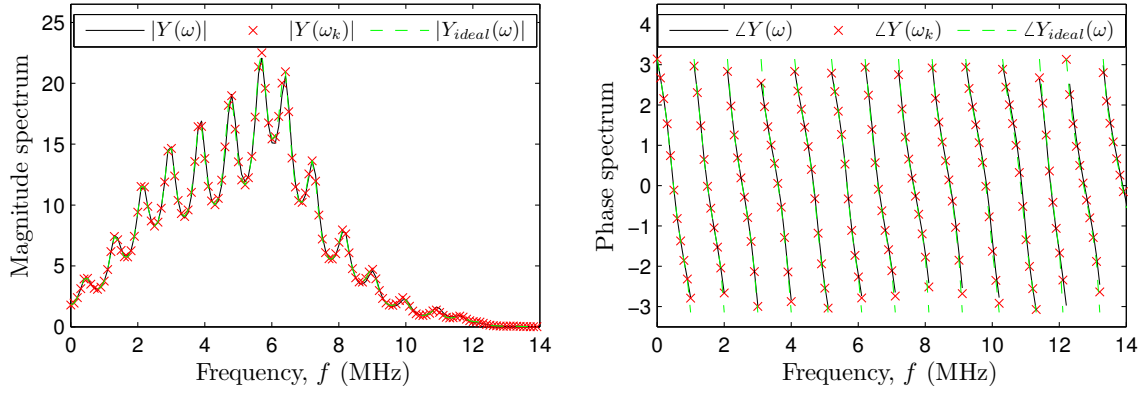 |Y(ω)| |Y(ω_k)| |Y_ideal(ω)|
25
20
15
10
5
0
Magnitude spectrum
0 2 4 6 8 10 12 14
Frequency, f (MHz)
∠Y(ω) ∠Y(ω_k) ∠Y_ideal(ω)
4
3
2
1
0
−1
−2
−3
Phase spectrum
0 2 4 6 8 10 12 14
Frequency, f (MHz)